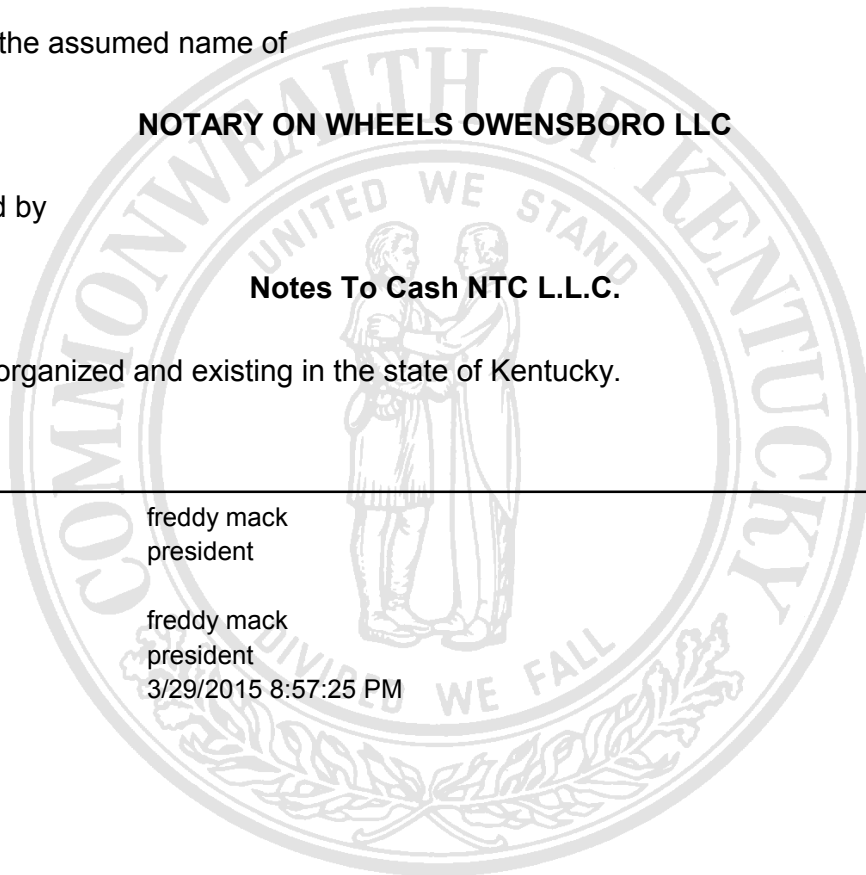 the assumed name of
NOTARY ON WHEELS OWENSBORO LLC
d by
Notes To Cash NTC L.L.C.
organized and existing in the state of Kentucky.
freddy mack
president
freddy mack
president
3/29/2015 8:57:25 PM
COMMONWEALTH OF KENTUCKY
UNITED WE STAND
DIVIDED WE FALL